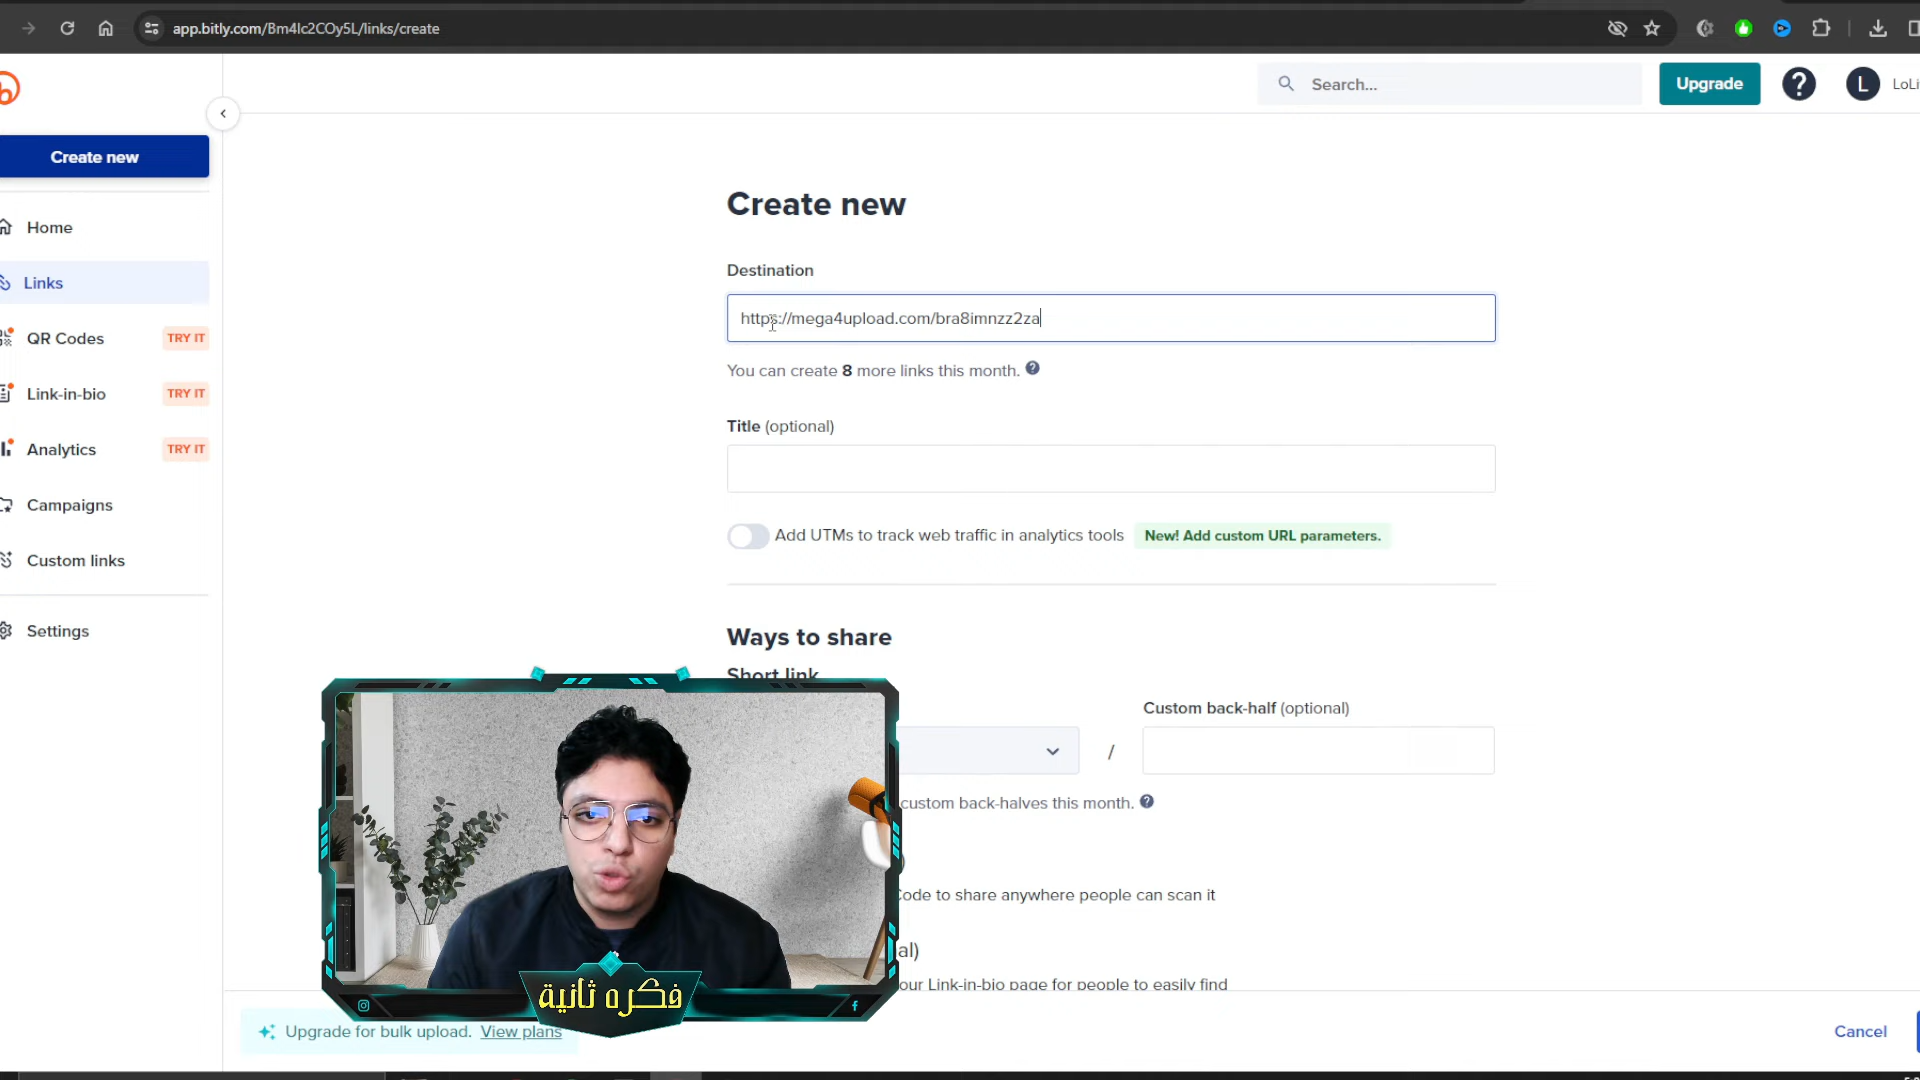 app.bitly.com/Bm4lc2COy5L/links/create
Search...
Upgrade
?
L
LoLi
Create new
Home
Links
QR Codes
TRY IT
Link-in-bio
TRY IT
Analytics
TRY IT
Campaigns
Custom links
Settings
Create new
Destination
https://mega4upload.com/bra8imnzz2za
You can create 8 more links this month.
Title (optional)
Add UTMs to track web traffic in analytics tools
New! Add custom URL parameters.
Ways to share
Short link
Custom back-half (optional)
/
custom back-halves this month.
Code to share anywhere people can scan it
al)
our Link-in-bio page for people to easily find
فكره ثانية
Upgrade for bulk upload. View plans
Cancel